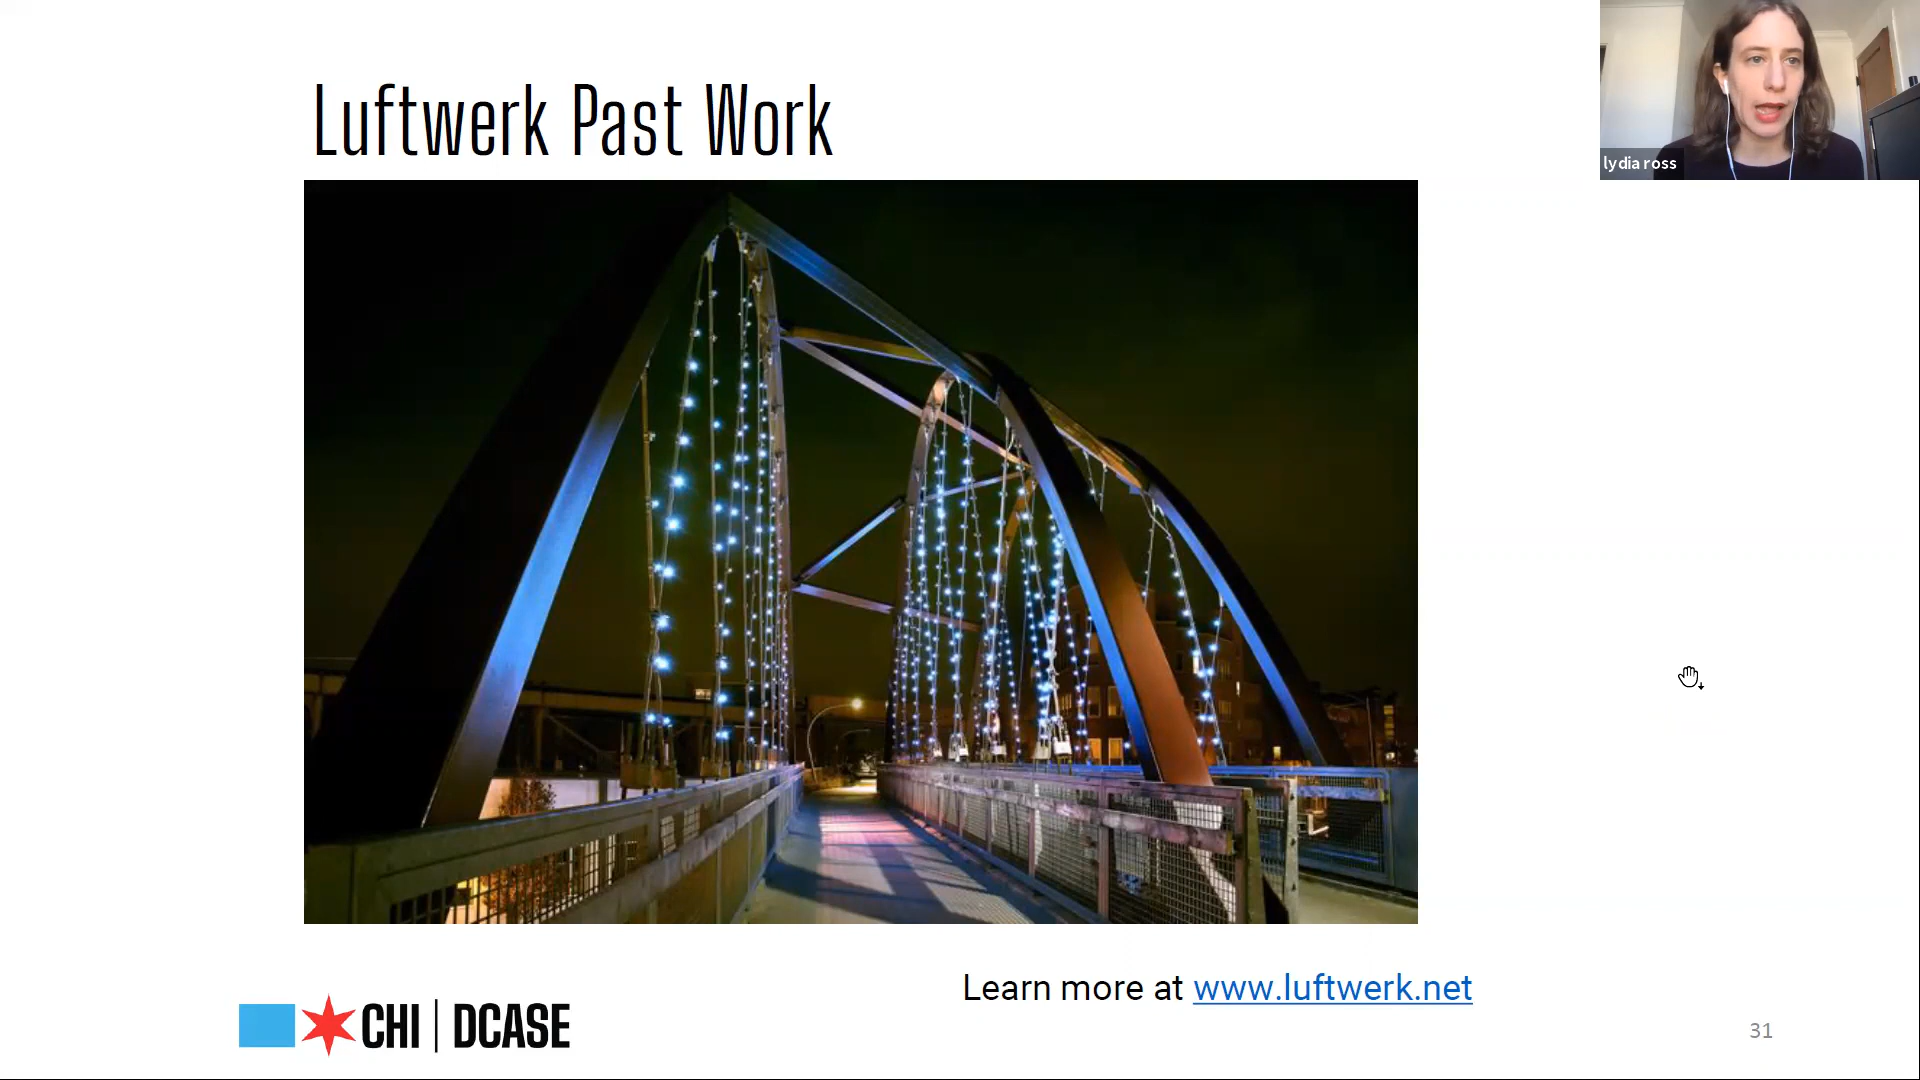 Luftwerk Past Work
lydia ross
Learn more at www.luftwerk.net
CHI | DCASE
31